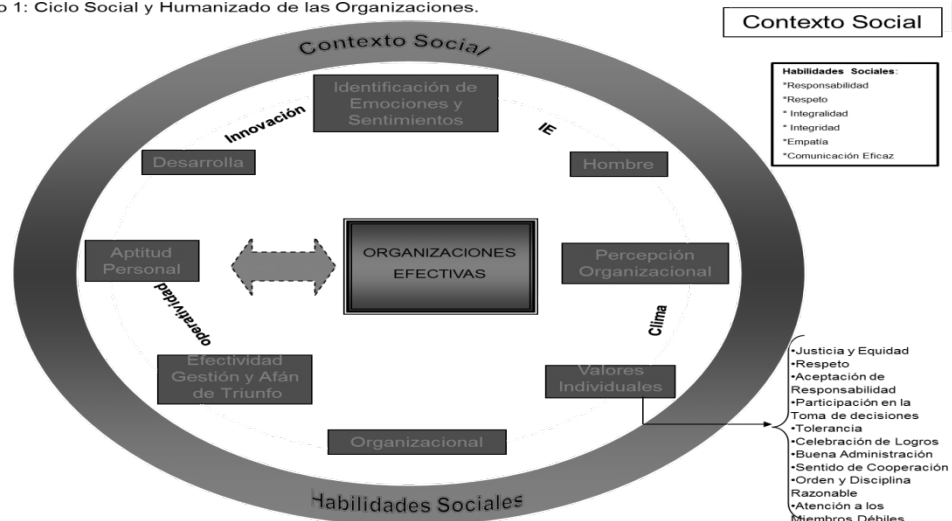 o 1: Ciclo Social y Humanizado de las Organizaciones.
Contexto Social
Contexto Social
Habilidades Sociales:
*Responsabilidad
*Respeto
* Integralidad
* Integridad
*Empatía
*Comunicación Eficaz
Identificación de
Emociones y
Sentimientos
Innovación
IE
Desarrolla
Hombre
Aptitud
Personal
ORGANIZACIONES
EFECTIVAS
Percepción
Organizacional
operatividad
Clima
Efectividad
Gestión y Afán
de Triunfo
Valores
Individuales
Organizacional
Habilidades Sociales
•Justicia y Equidad
•Respeto
•Aceptación de
Responsabilidad
•Participación en la
Toma de decisiones
•Tolerancia
•Celebración de Logros
•Buena Administración
•Sentido de Cooperación
•Orden y Disciplina
Razonable
•Atención a los
Miembros Débiles